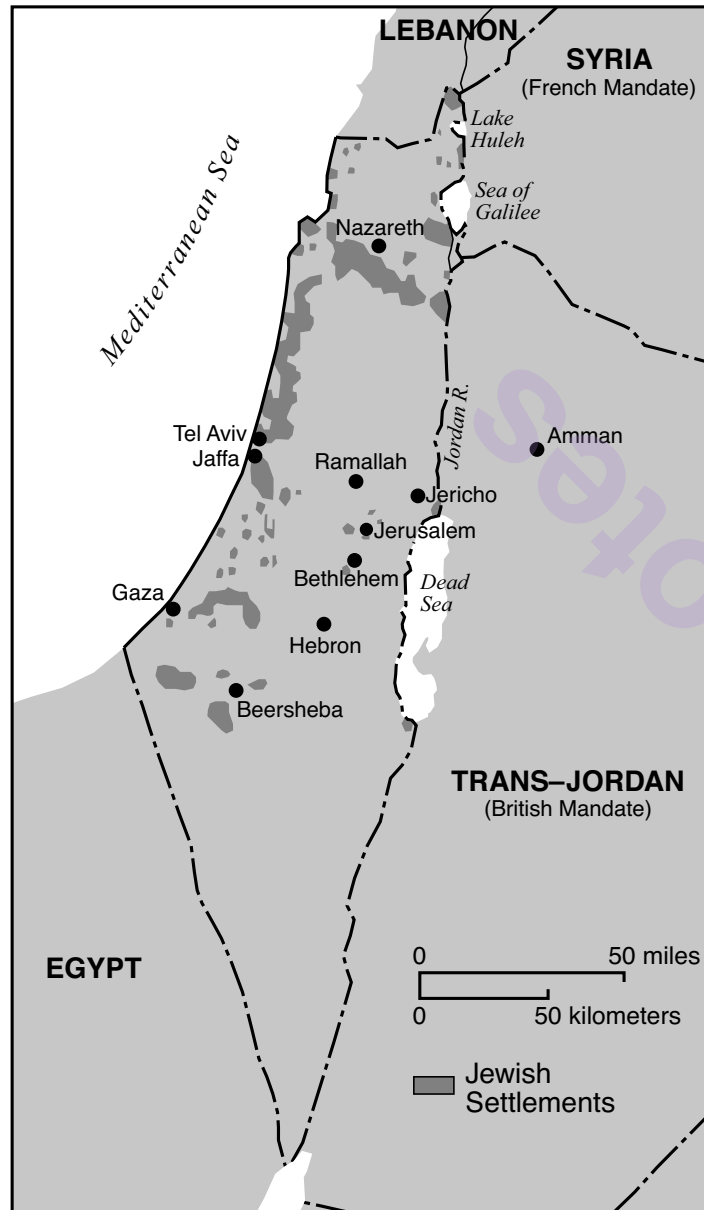 LEBANON
SYRIA
(French Mandate)
Lake
Huleh
Sea of
Galilee
Mediterranean Sea
Nazareth
Jordan R.
Tel Aviv
Jaffa
Amman
Ramallah
Jericho
Jerusalem
Bethlehem
Dead
Sea
Gaza
Hebron
Beersheba
TRANS–JORDAN
(British Mandate)
EGYPT
0 50 miles
0 50 kilometers
Jewish
Settlements
otes